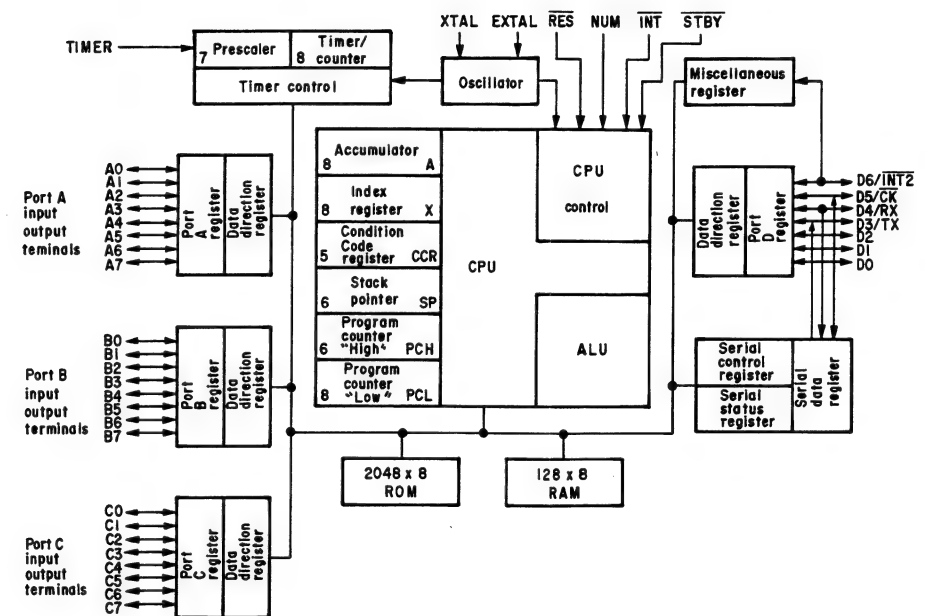 XTAL EXTAL RES NUM INT STBY
TIMER
7 Prescaler
8 Timer/
counter
Timer control
Oscillator
Miscellaneous
register
8 Accumulator A
Index
8 register X
Condition
Code
5 register CCR
Stack
6 pointer SP
Program
counter
6 "High" PCH
Program
counter
8 "Low" PCL
CPU
CPU
control
ALU
Port A
input
output
teminals
A0
A1
A2
A3
A4
A5
A6
A7
Port
A
register
Data
direction
register
Port B
input
output
terminals
B0
B1
B2
B3
B4
B5
B6
B7
Port
B
register
Data
direction
register
Port C
input
output
terminals
C0
C1
C2
C3
C4
C5
C6
C7
Port
C
register
Data
direction
register
Data
direction
register
Port
D
register
D6/INT2
D5/CK
D4/RX
D3/TX
D2
D1
D0
Serial
control
register
Serial
status
register
Serial
data
register
2048 x 8
ROM
128 x 8
RAM